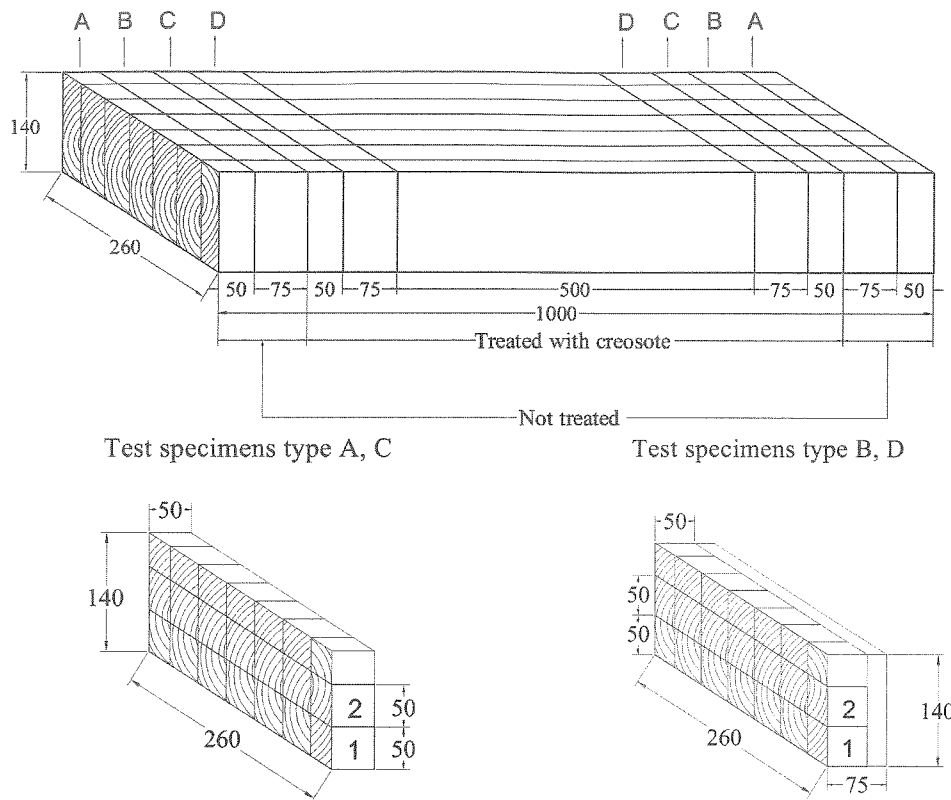 A B C D D C B A
140
260
50 75 50 75 500 75 50 75 50
1000
Treated with creosote
Not treated
Test specimens type A, C
Test specimens type B, D
50
140
2 50
1 50
260
50
50
50
2
1
140
260
75